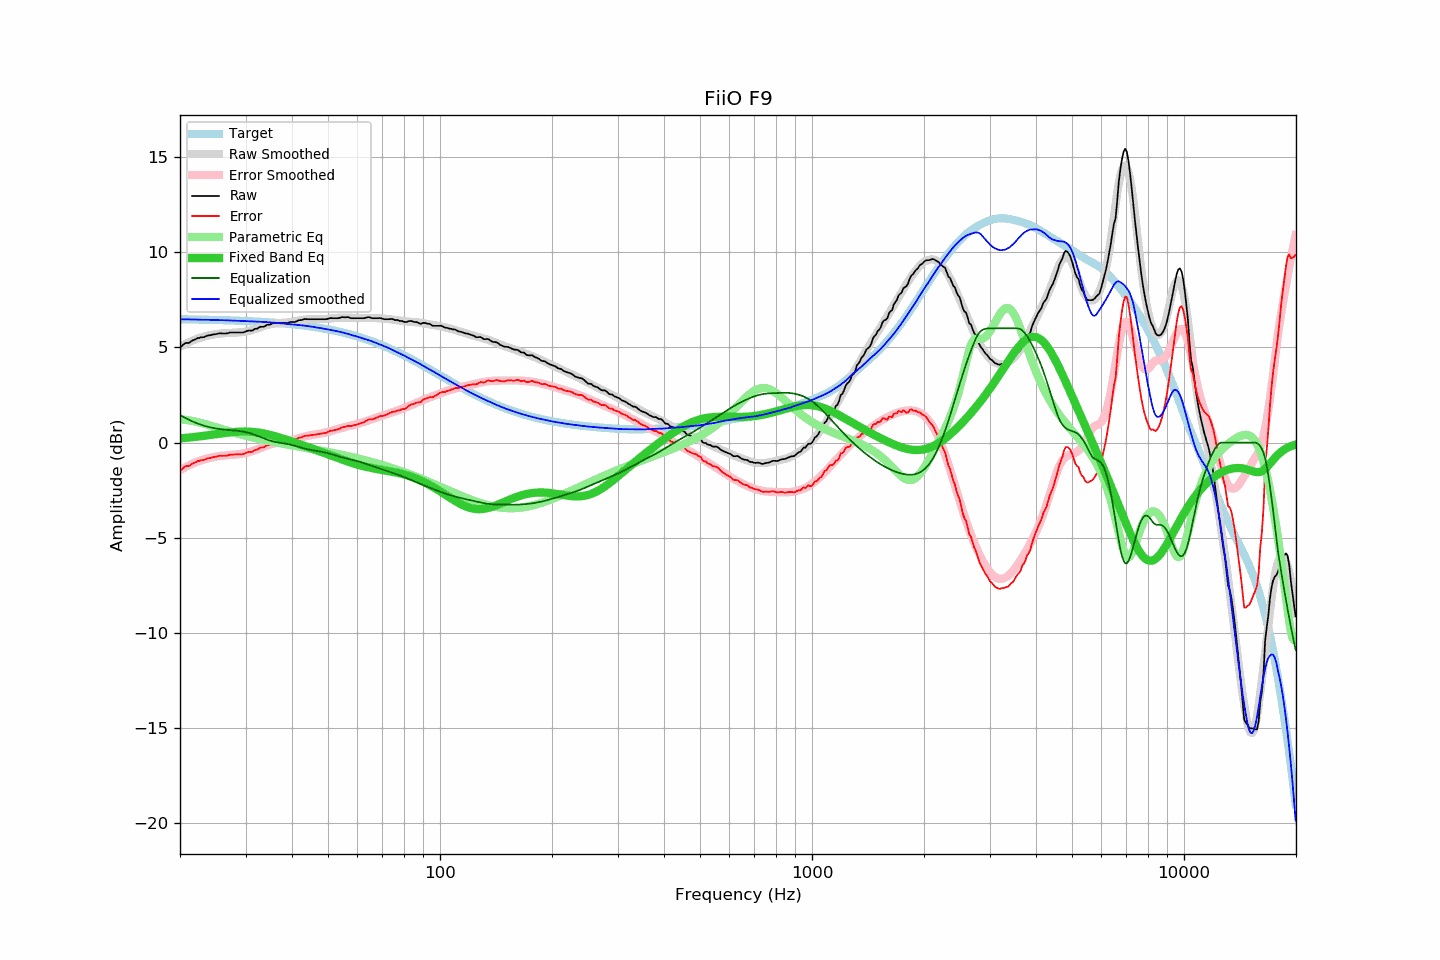 FiiO F9
Target
Raw Smoothed
Error Smoothed
Raw
Error
Parametric Eq
Fixed Band Eq
Equalization
Equalized smoothed
15
10
5
0
−5
−10
−15
−20
Amplitude (dBr)
100
1000
10000
Frequency (Hz)